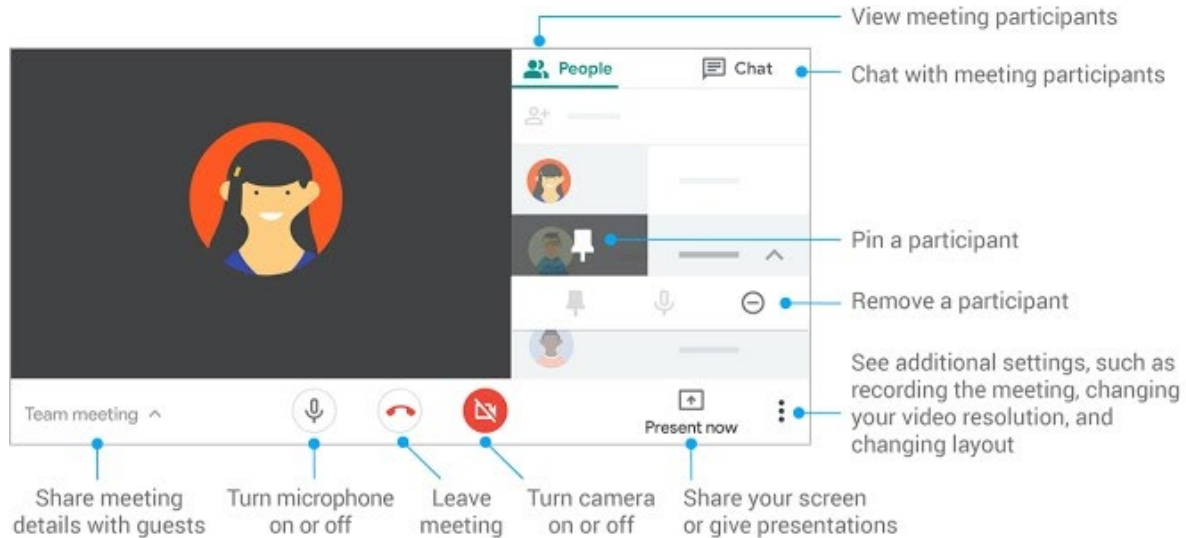 View meeting participants
People
Chat
Chat with meeting participants
Pin a participant
Remove a participant
See additional settings, such as
recording the meeting, changing
your video resolution, and
changing layout
Team meeting
Present now
Share meeting
details with guests
Turn microphone
on or off
Leave
meeting
Turn camera
on or off
Share your screen
or give presentations